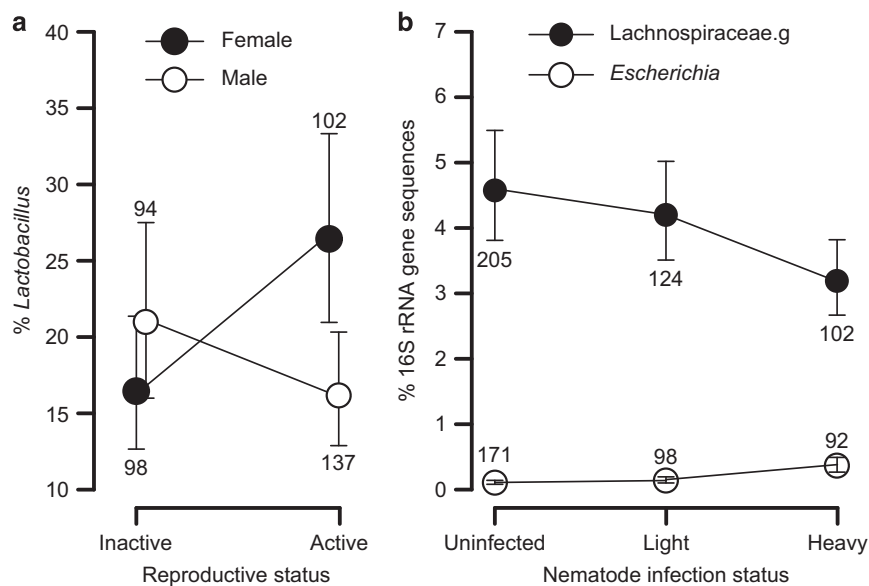 a
40
35
30
25
20
15
10
% Lactobacillus
Female
Male
94
102
98
137
Inactive
Active
Reproductive status
b
7
6
5
4
3
2
1
0
% 16S rRNA gene sequences
Lachnospiraceae.g
Escherichia
205
124
102
171
98
92
Uninfected
Light
Heavy
Nematode infection status